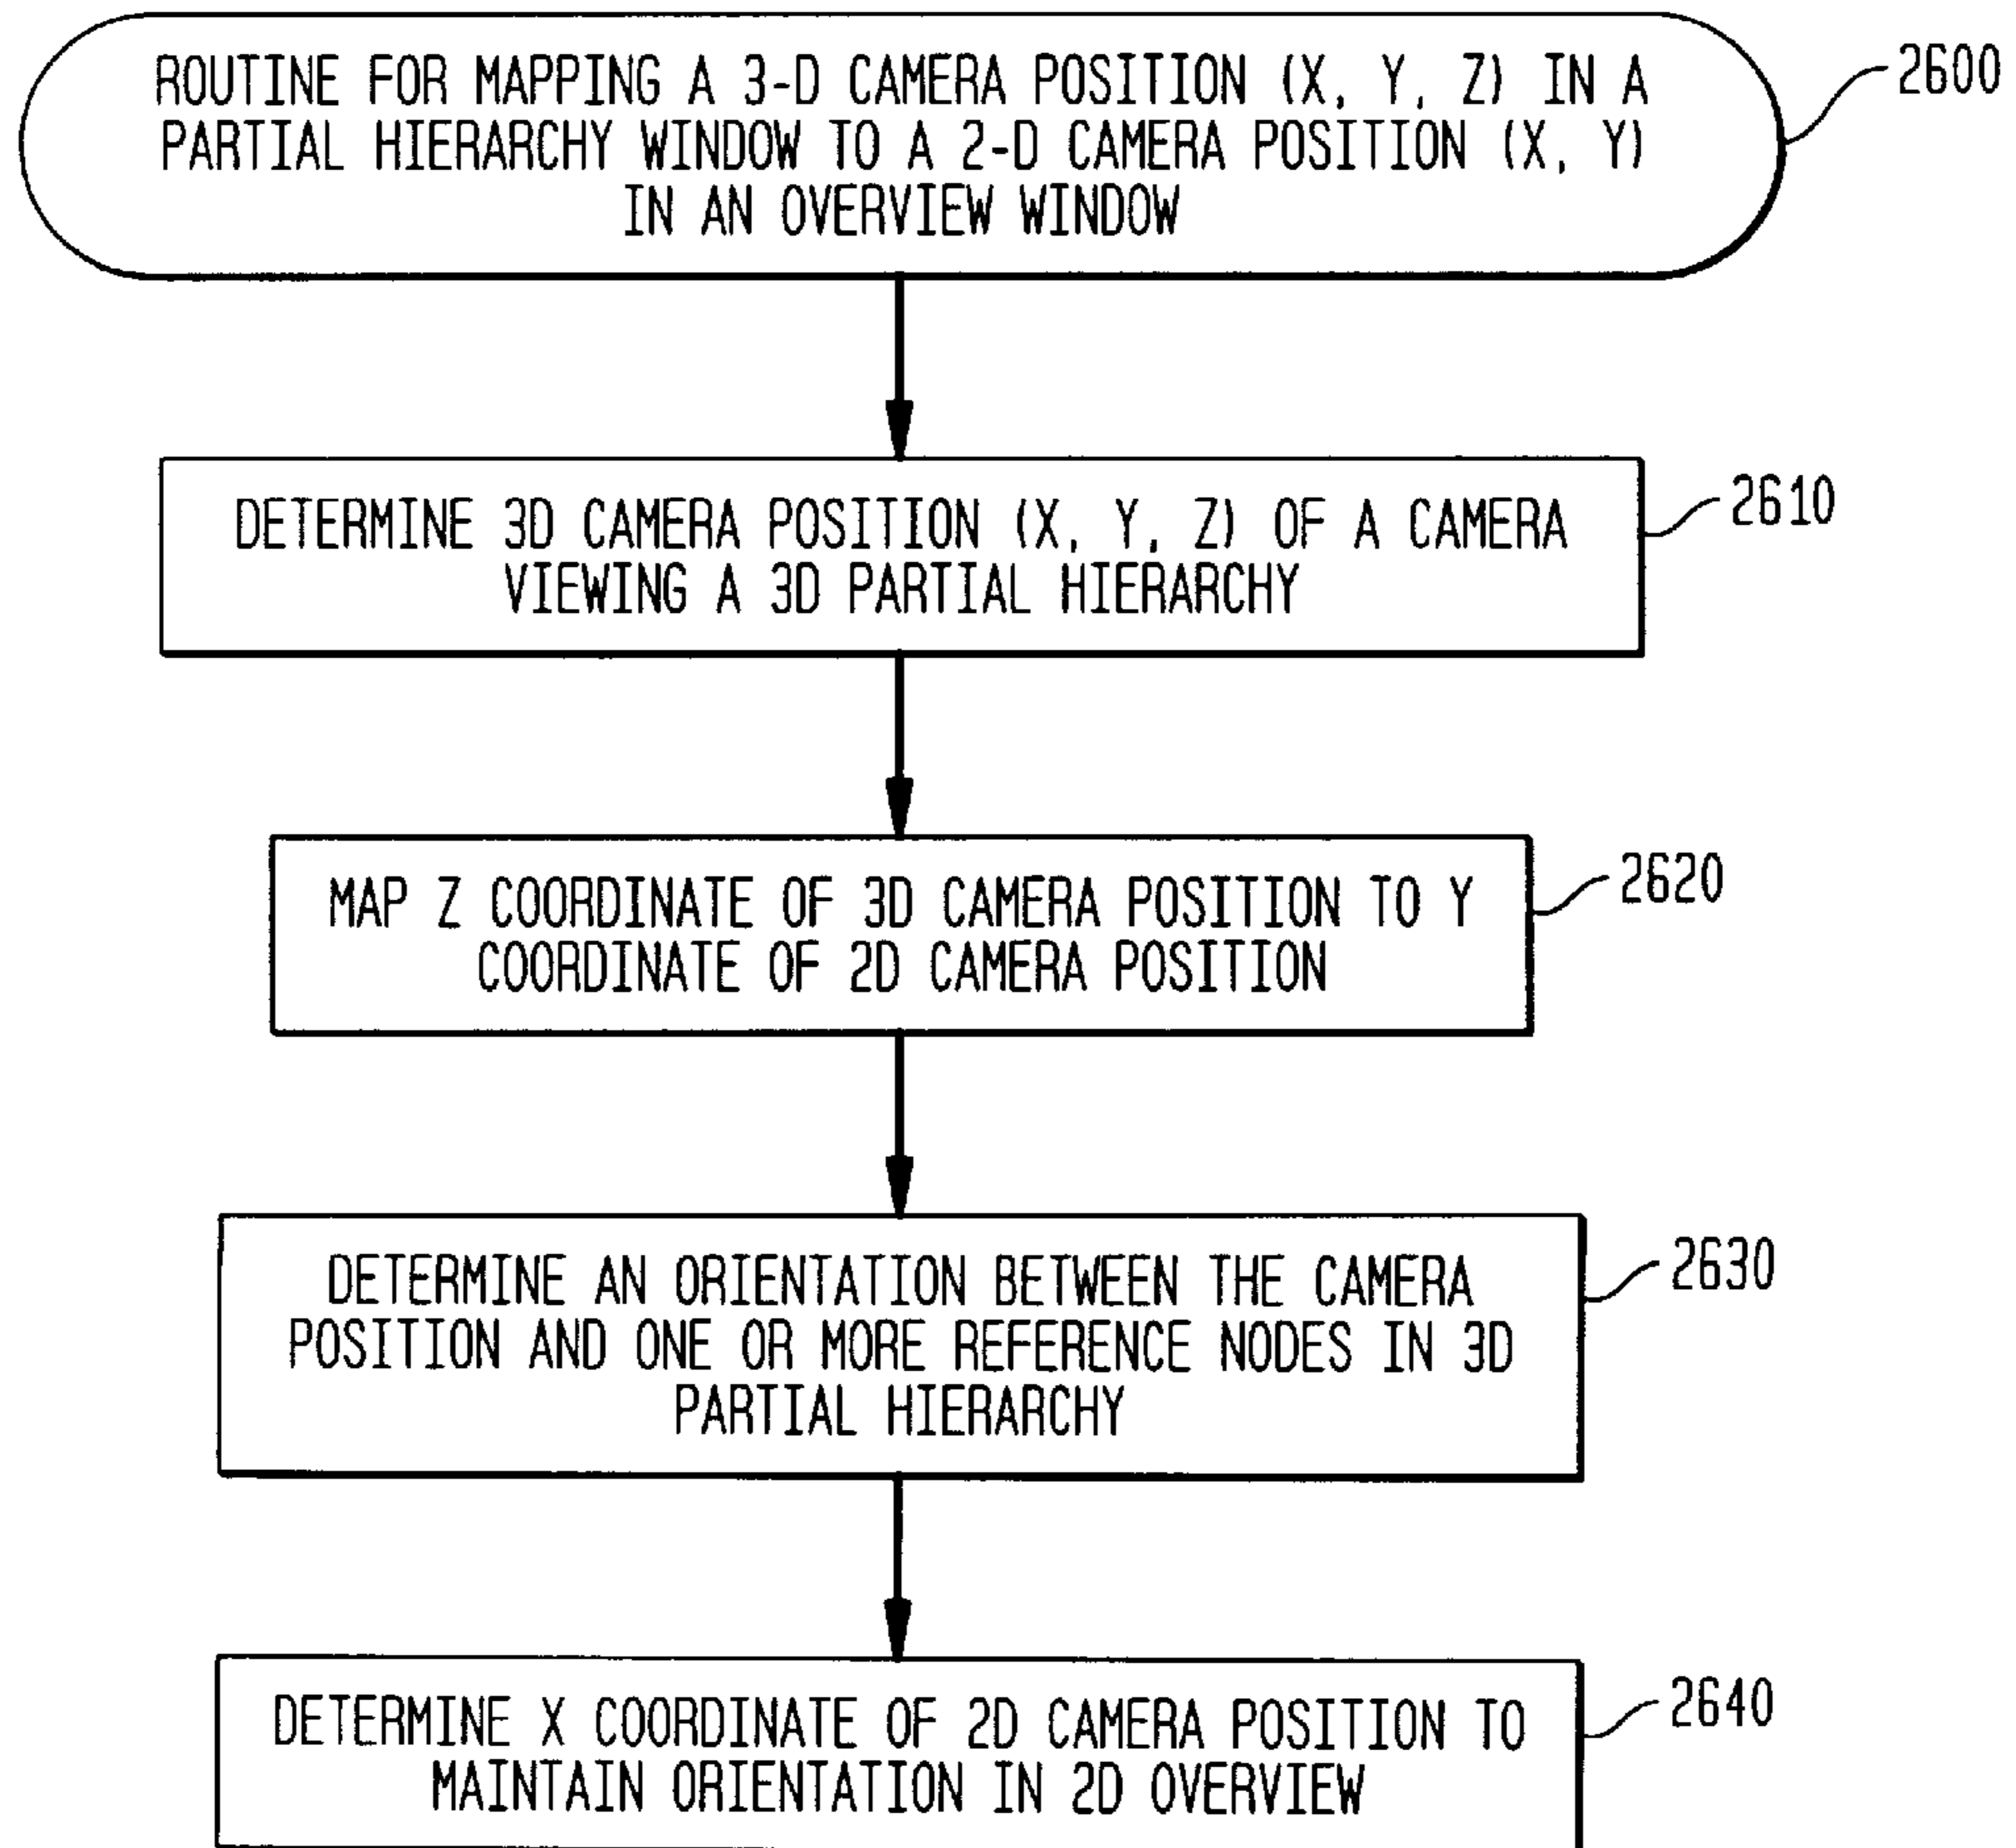 ROUTINE FOR MAPPING A 3-D CAMERA POSITION (X, Y, Z) IN A
PARTIAL HIERARCHY WINDOW TO A 2-D CAMERA POSITION (X, Y)
IN AN OVERVIEW WINDOW
2600
DETERMINE 3D CAMERA POSITION (X, Y, Z) OF A CAMERA
VIEWING A 3D PARTIAL HIERARCHY
2610
MAP Z COORDINATE OF 3D CAMERA POSITION TO Y
COORDINATE OF 2D CAMERA POSITION
2620
DETERMINE AN ORIENTATION BETWEEN THE CAMERA
POSITION AND ONE OR MORE REFERENCE NODES IN 3D
PARTIAL HIERARCHY
2630
DETERMINE X COORDINATE OF 2D CAMERA POSITION TO
MAINTAIN ORIENTATION IN 2D OVERVIEW
2640